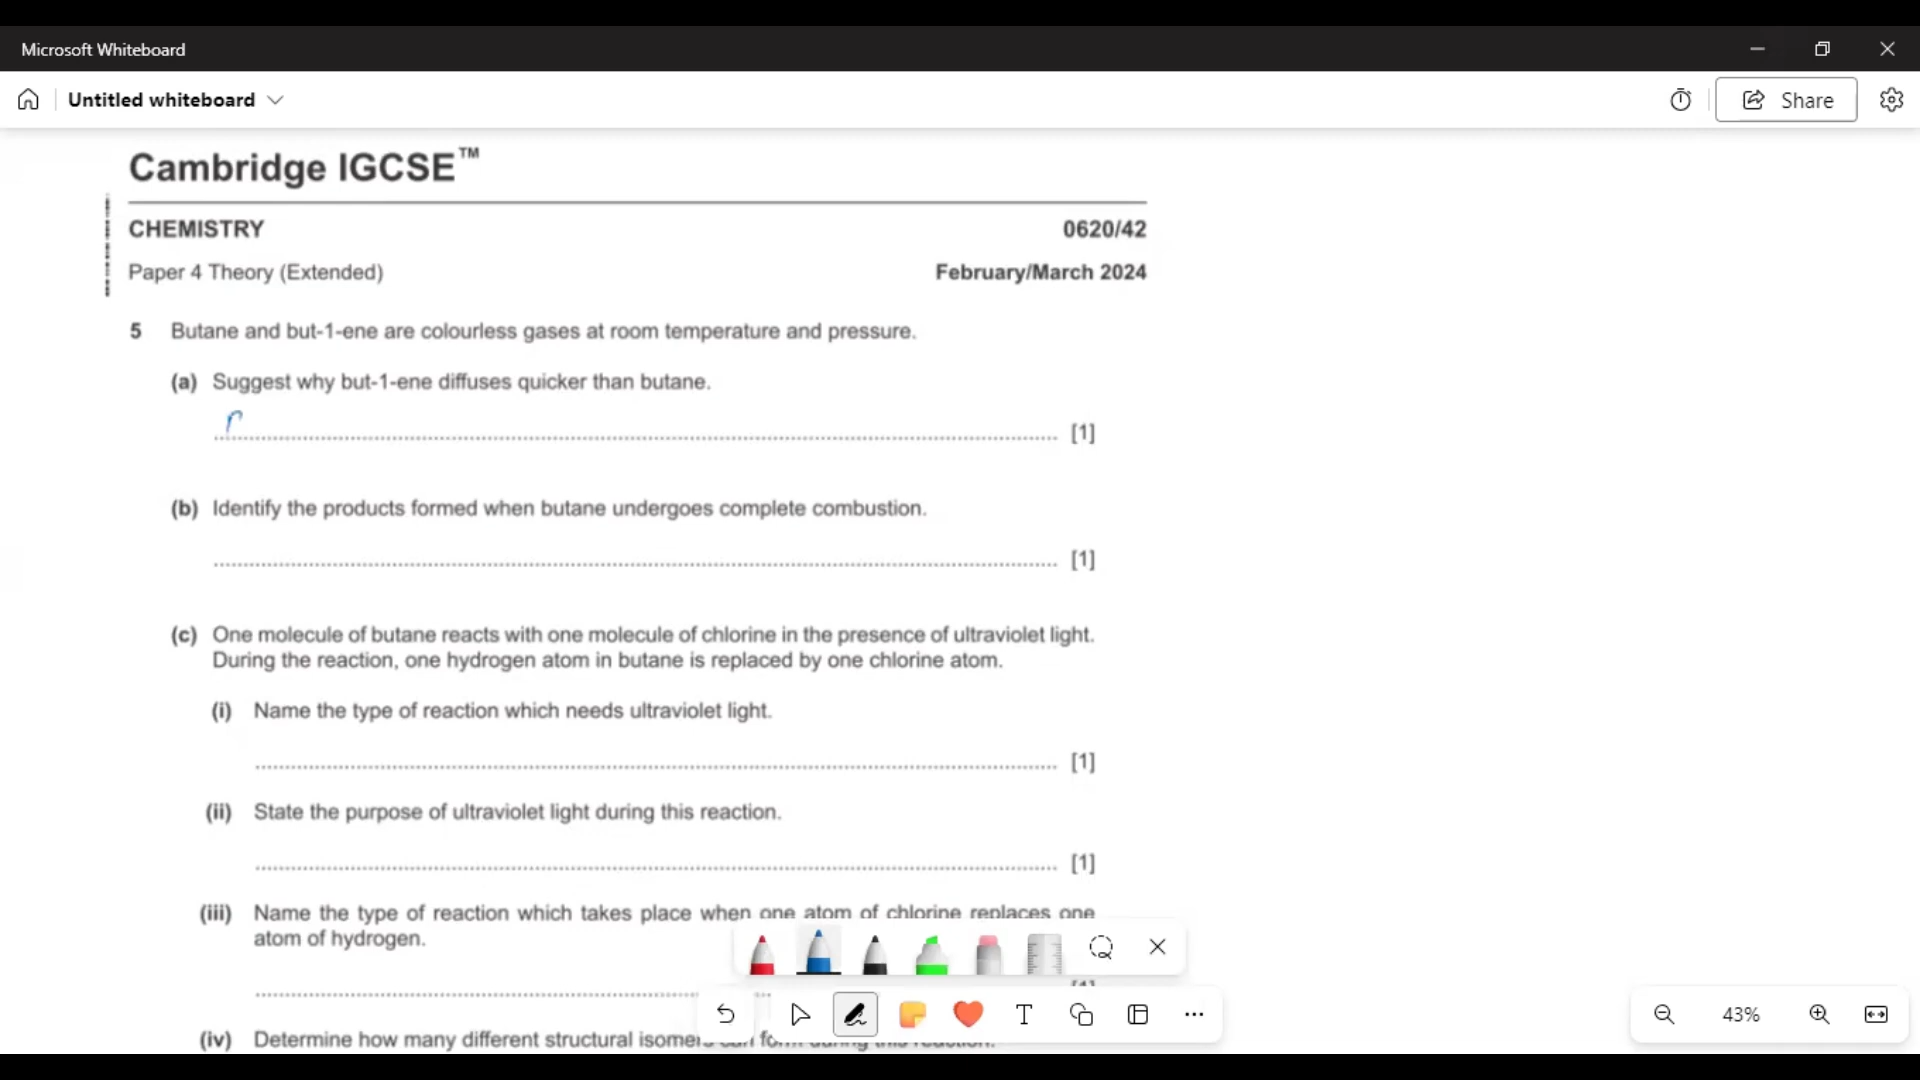 Microsoft Whiteboard
Untitled whiteboard
Share
Cambridge IGCSE™
CHEMISTRY 0620/42
Paper 4 Theory (Extended) February/March 2024
5 Butane and but-1-ene are colourless gases at room temperature and pressure.
(a) Suggest why but-1-ene diffuses quicker than butane.
[1]
(b) Identify the products formed when butane undergoes complete combustion.
[1]
(c) One molecule of butane reacts with one molecule of chlorine in the presence of ultraviolet light.
During the reaction, one hydrogen atom in butane is replaced by one chlorine atom.
(i) Name the type of reaction which needs ultraviolet light.
[1]
(ii) State the purpose of ultraviolet light during this reaction.
[1]
(iii) Name the type of reaction which takes place when one atom of chlorine replaces one
atom of hydrogen.
(iv) Determine how many different structural isomers can form during this reaction.
43%